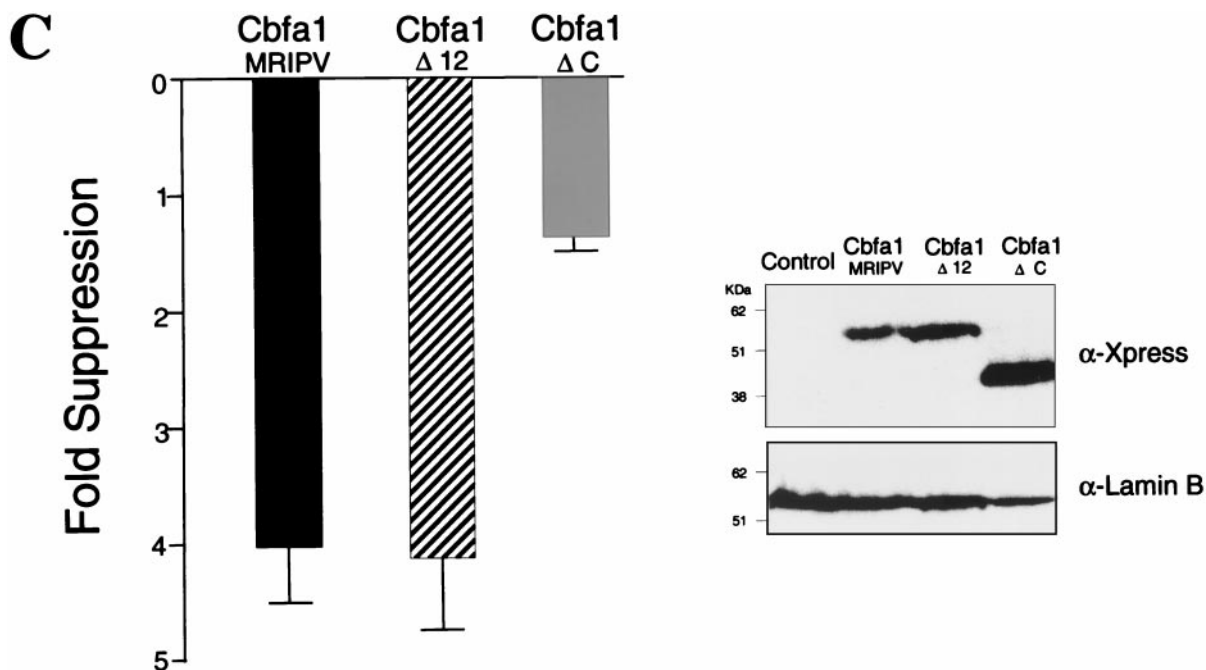 C
Cbfa1 MRIPV
Cbfa1 Δ 12
Cbfa1 Δ C
0
1
2
3
4
5
Fold Suppression
Control
Cbfa1 MRIPV
Cbfa1 Δ 12
Cbfa1 Δ C
KDa
62
51
38
α-Xpress
62
51
α-Lamin B